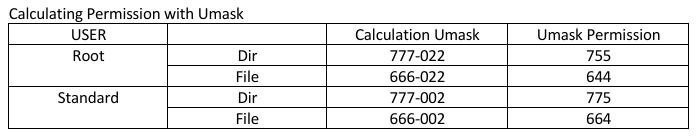 Calculating Permission with Umask
USER Calculation Umask Umask Permission
Root Dir 777-022 755
File 666-022 644
Standard Dir 777-002 775
File 666-002 664